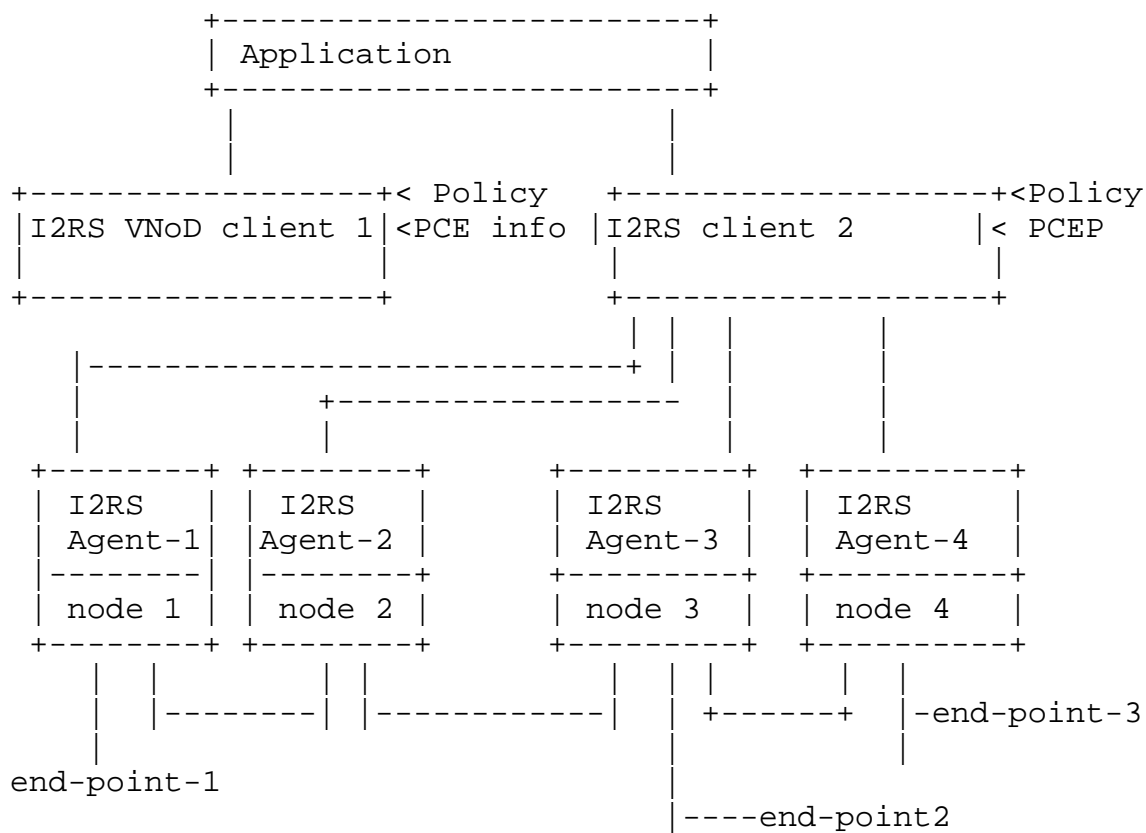 Application
< Policy <Policy
I2RS VNoD client 1 <PCE info I2RS client 2 < PCEP
I2RS I2RS I2RS I2RS
Agent-1 Agent-2 Agent-3 Agent-4
node 1 node 2 node 3 node 4
-end-point-3
end-point-1
----end-point2